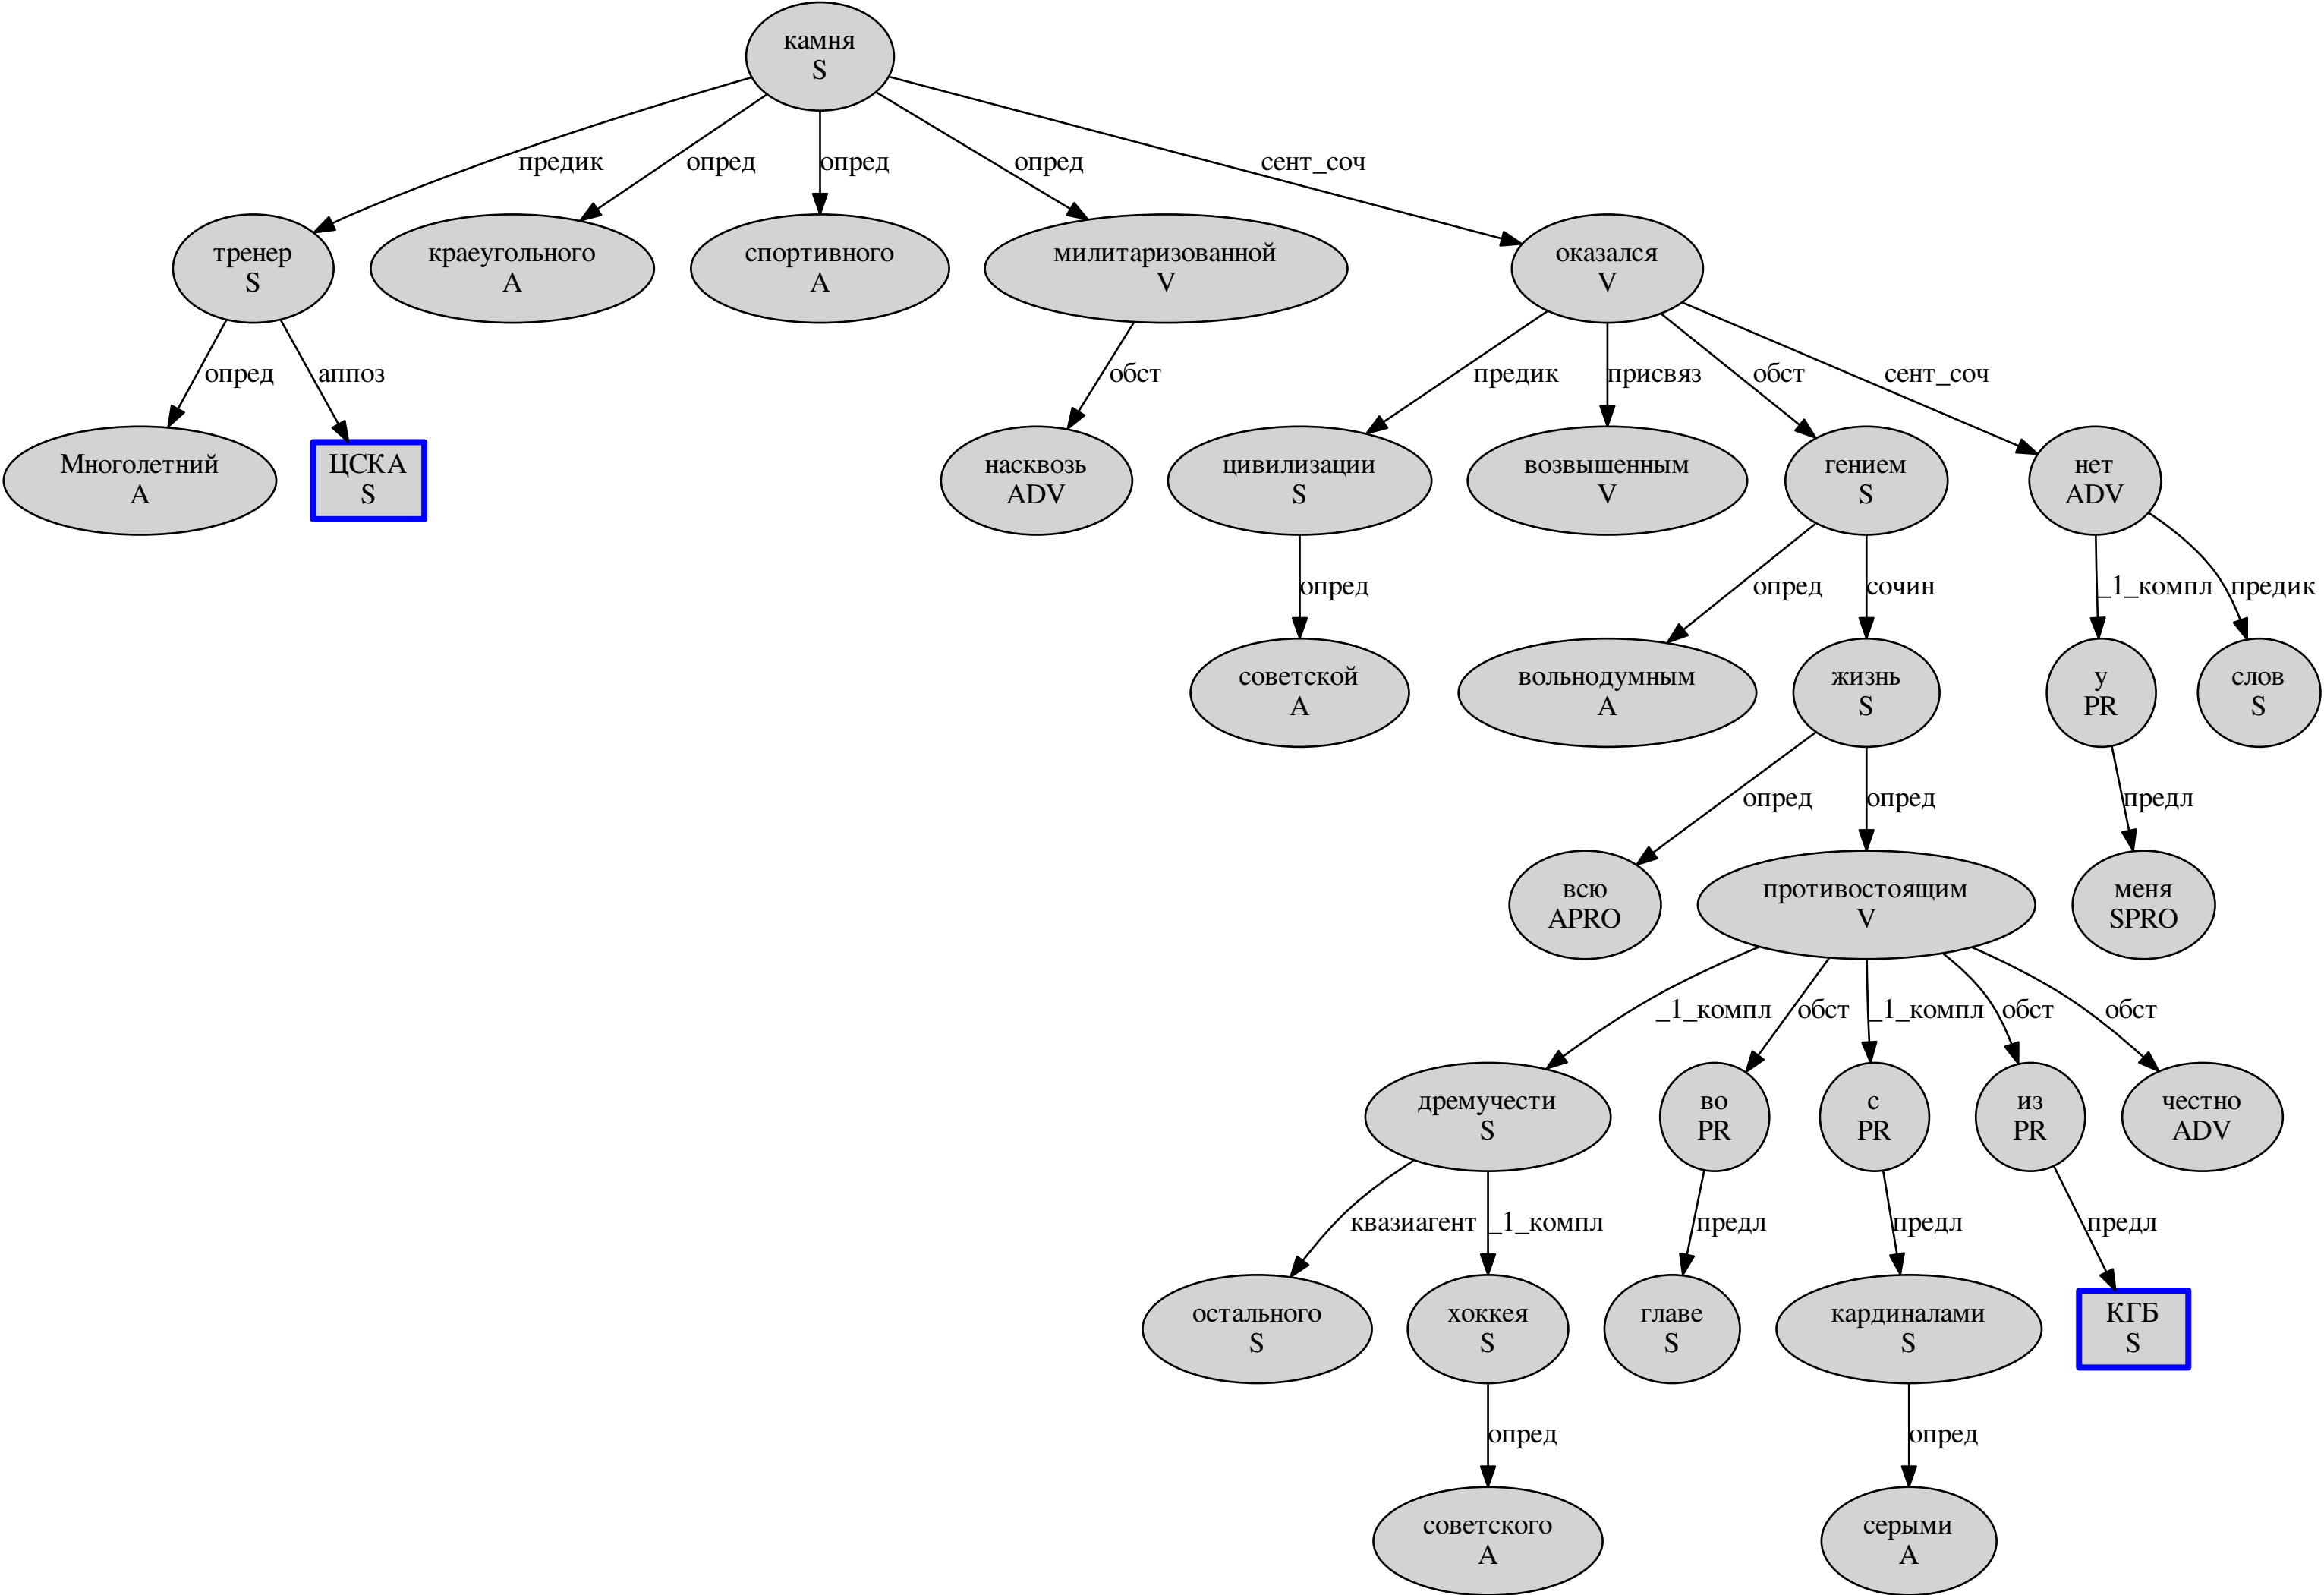 камня
S
предик
опред
опред
опред
сент_соч
тренер
S
краеугольного
A
спортивного
A
милитаризованной
V
оказался
V
опред
аппоз
обст
предик
присвяз
обст
сент_соч
Многолетний
A
ЦСКА
S
насквозь
ADV
цивилизации
S
возвышенным
V
гением
S
нет
ADV
опред
опред
сочин
_1_компл
предик
советской
A
вольнодумным
A
жизнь
S
у
PR
слов
S
опред
опред
предл
всю
APRO
противостоящим
V
меня
SPRO
_1_компл
обст
_1_компл
обст
обст
дремучести
S
во
PR
с
PR
из
PR
честно
ADV
квазиагент
_1_компл
предл
предл
предл
остального
S
хоккея
S
главе
S
кардиналами
S
КГБ
S
опред
опред
советского
A
серыми
A